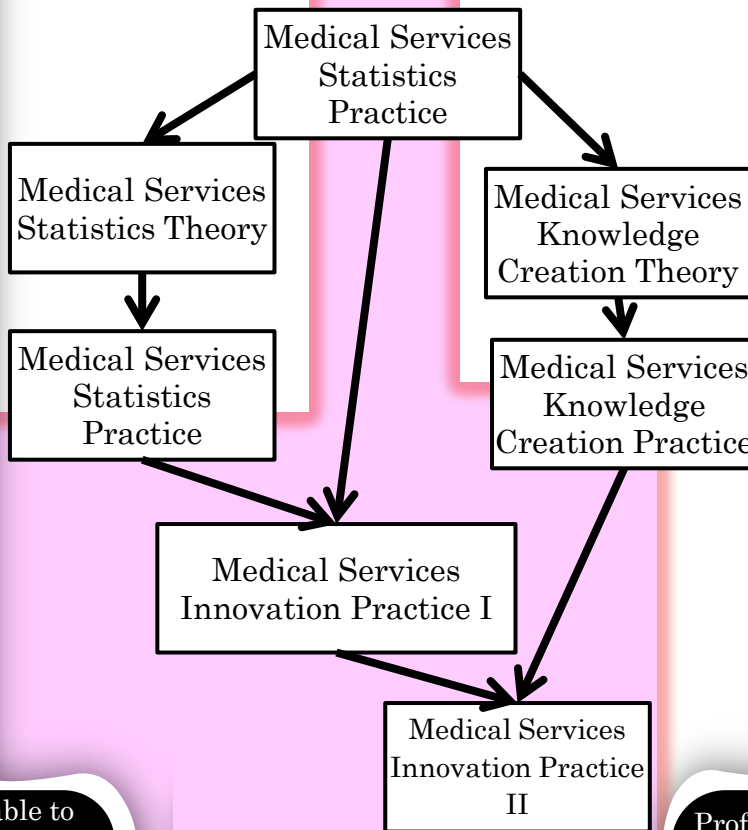 Medical Services
Statistics
Practice
Medical Services
Statistics Theory
Medical Services
Knowledge
Creation Theory
Medical Services
Statistics
Practice
Medical Services
Knowledge
Creation Practice
Medical Services
Innovation Practice I
Medical Services
Innovation Practice
II
to